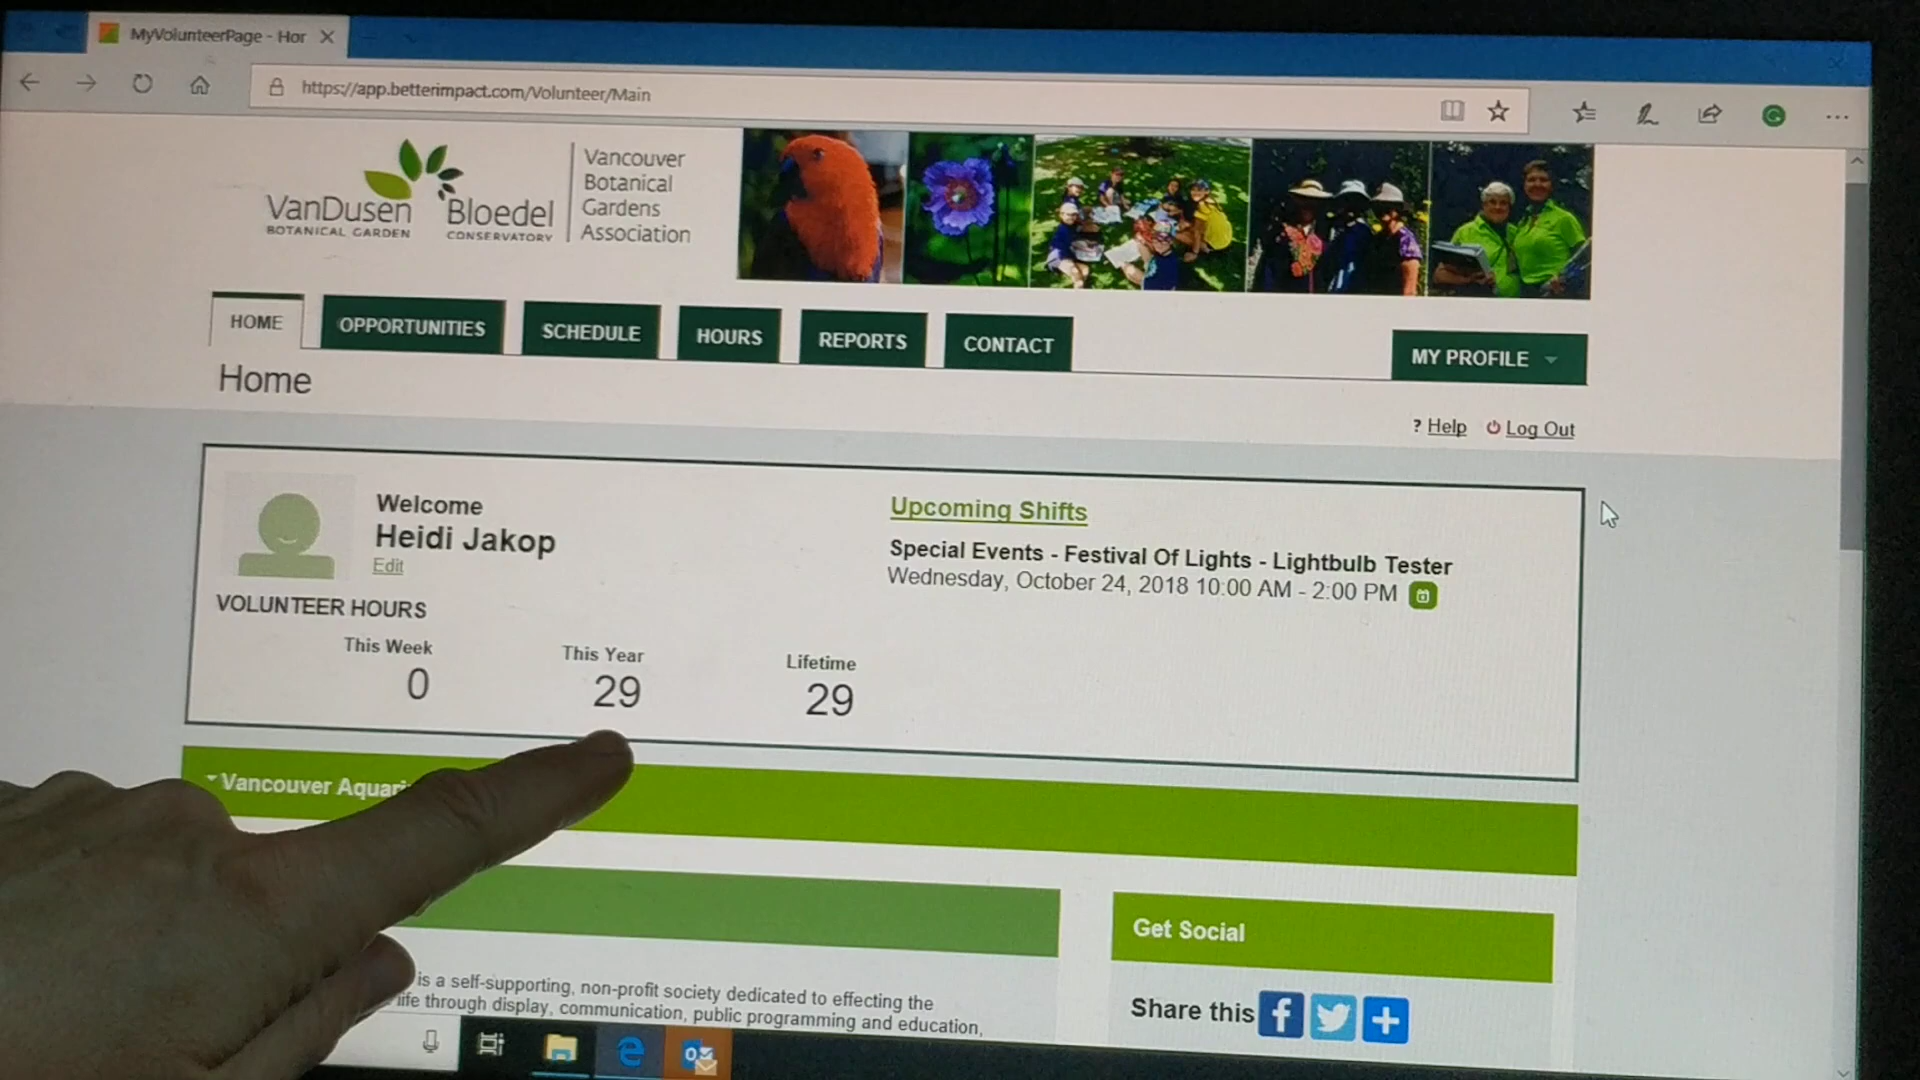 MyVolunteerPage - Hor
https://app.betterimpact.com/Volunteer/Main
VanDusen
BOTANICAL GARDEN
Bloedel
CONSERVATORY
Vancouver
Botanical
Gardens
Association
HOME
OPPORTUNITIES
SCHEDULE
HOURS
REPORTS
CONTACT
MY PROFILE
Home
? Help
Log Out
Welcome
Heidi Jakop
Edit
Upcoming Shifts
Special Events - Festival Of Lights - Lightbulb Tester
Wednesday, October 24, 2018 10:00 AM - 2:00 PM
VOLUNTEER HOURS
This Week
This Year
Lifetime
0
29
29
Vancouver Aquari
Get Social
is a self-supporting, non-profit society dedicated to effecting the
life through display, communication, public programming and education,
Share this